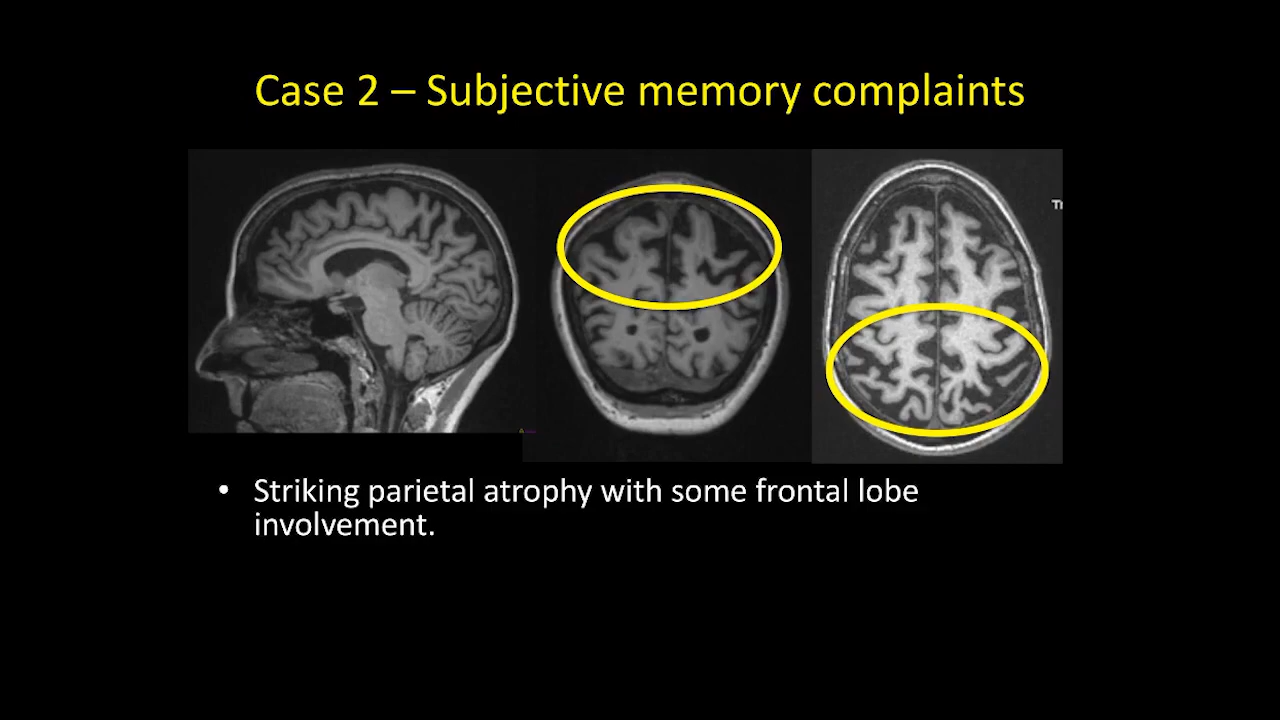 Case 2 – Subjective memory complaints
• Striking parietal atrophy with some frontal lobe
involvement.